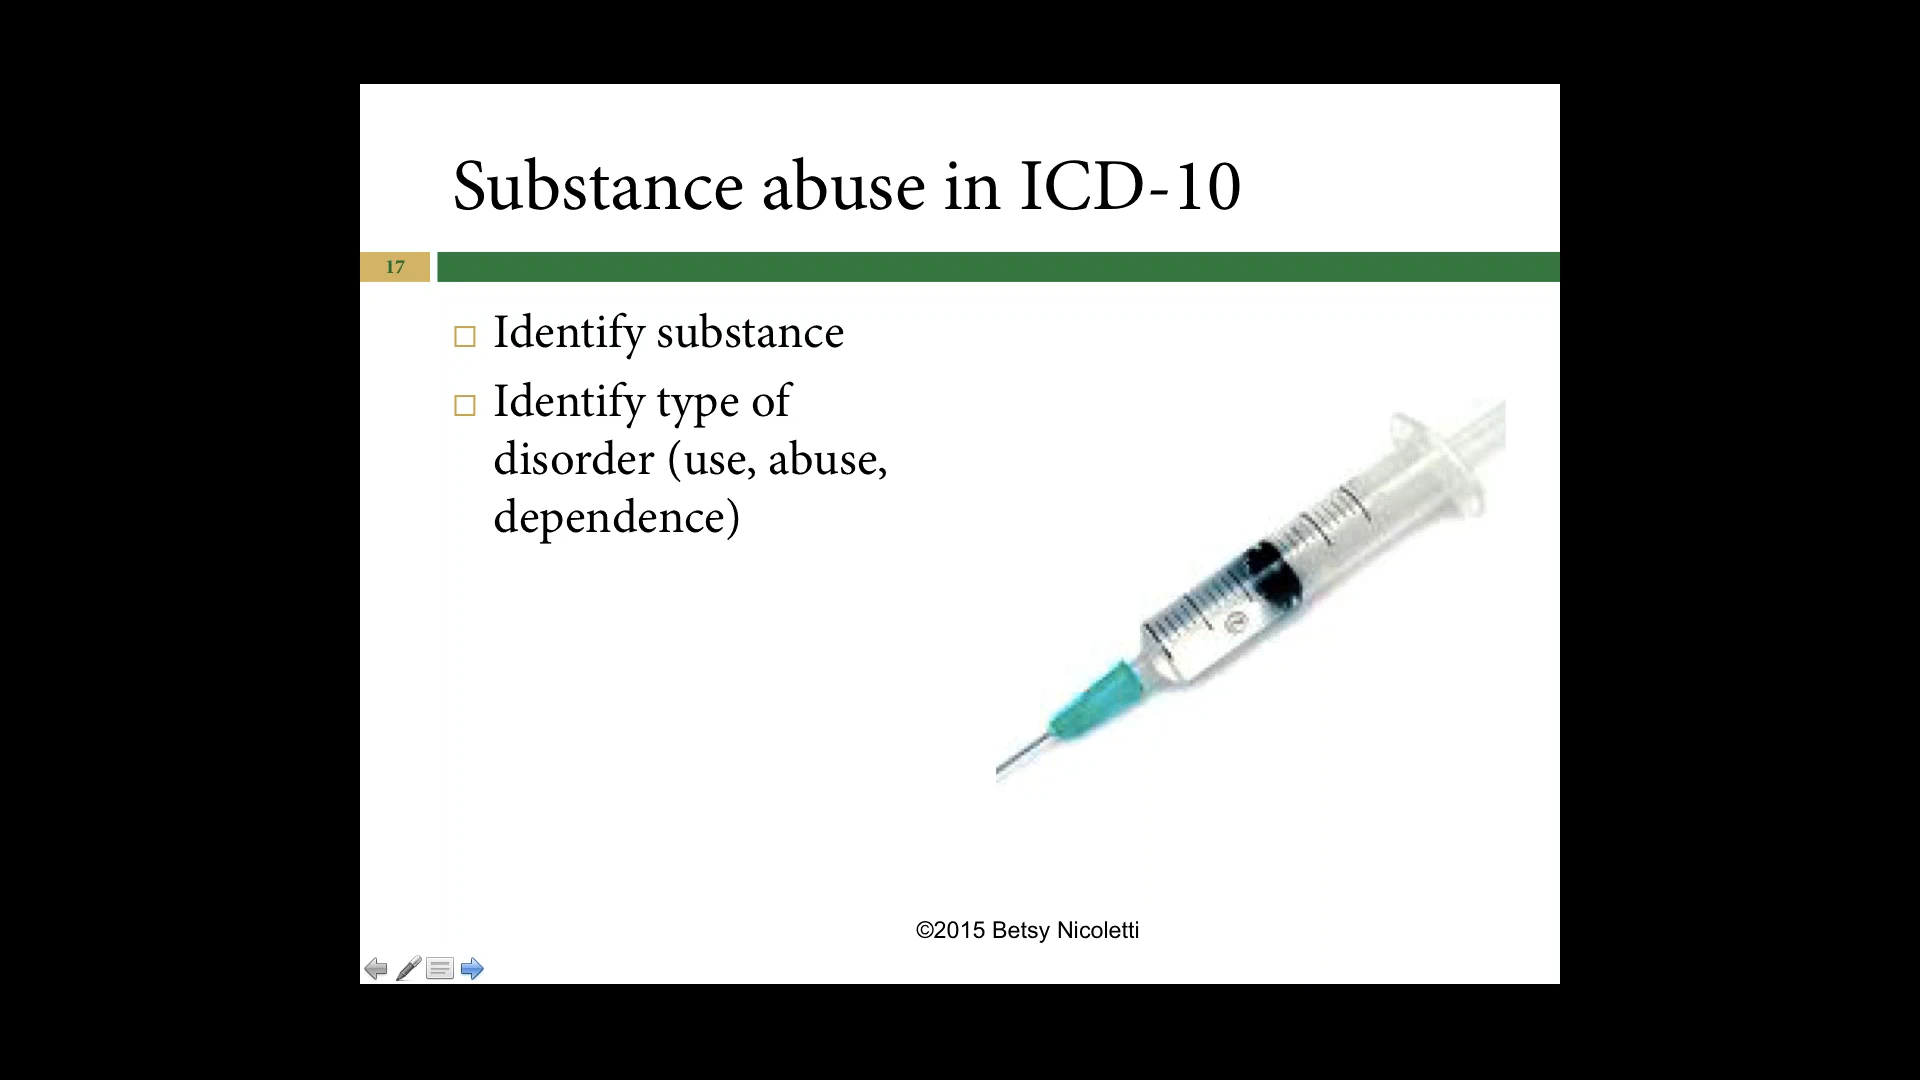 Substance abuse in ICD-10
17
Identify substance
Identify type of
disorder (use, abuse,
dependence)
©2015 Betsy Nicoletti